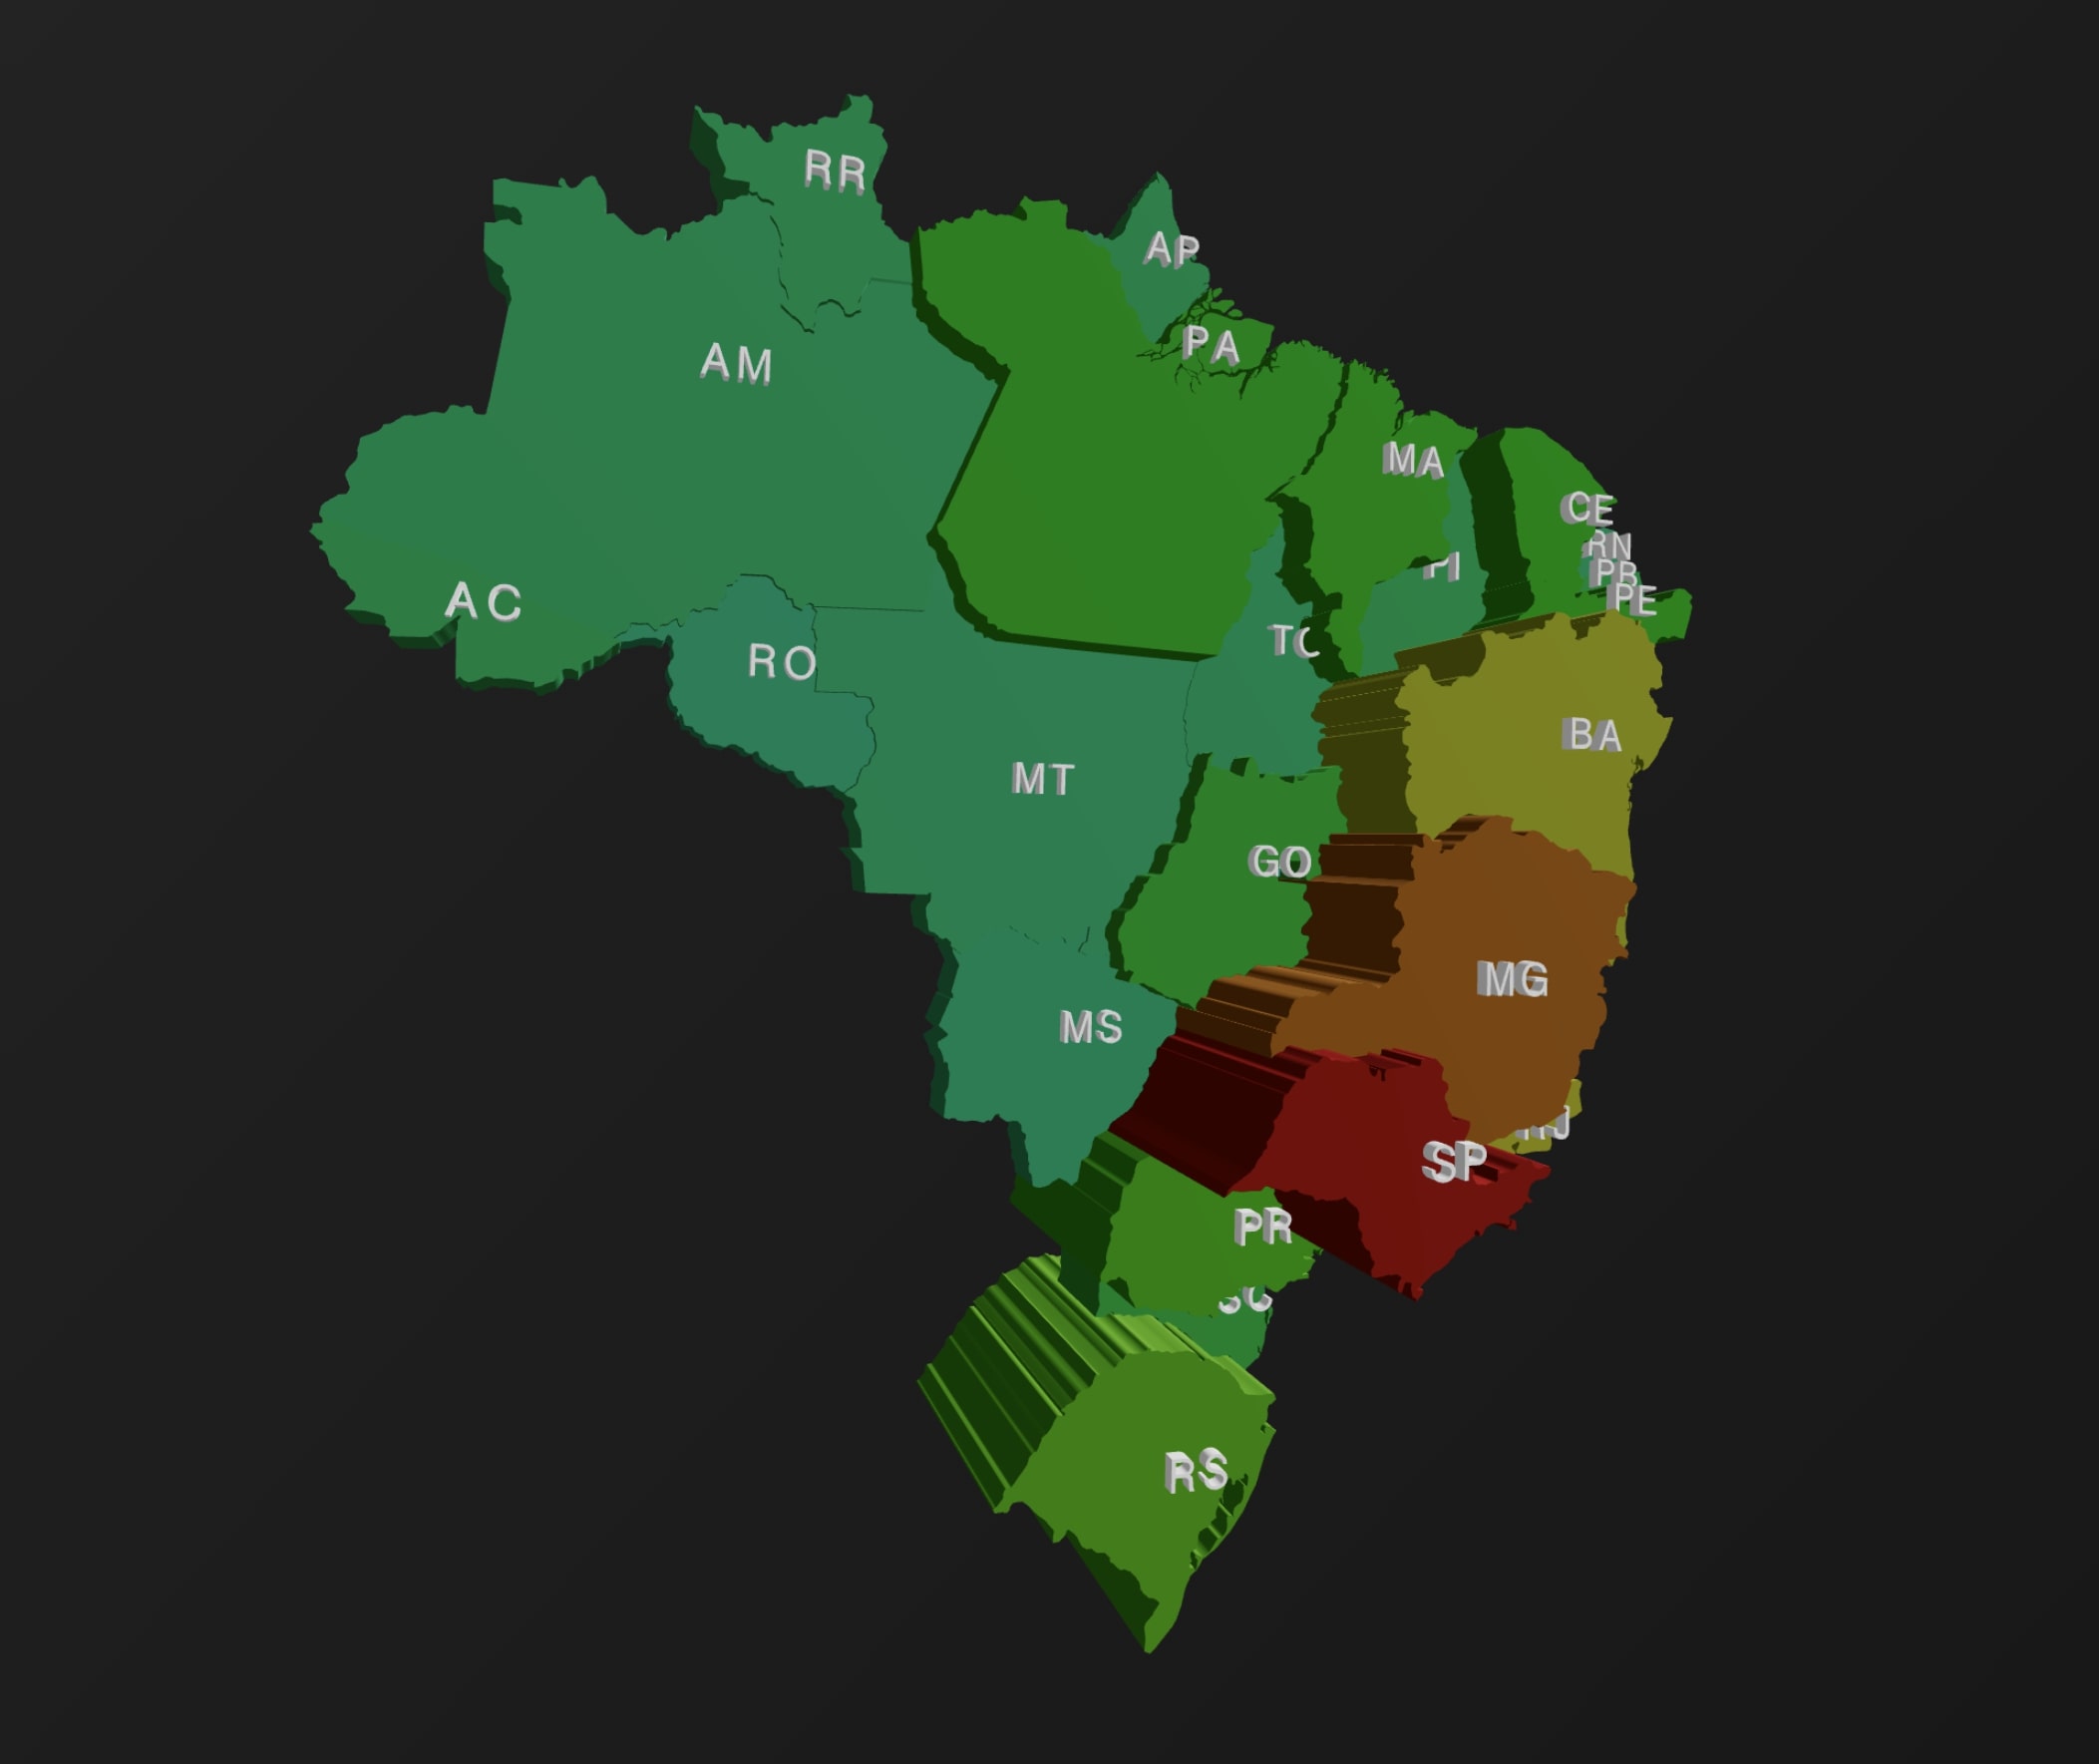 RR
AP
PA
AM
MA
CE
RN
PB
PI
PE
AC
TO
RO
BA
MT
GO
MG
MS
RJ
SP
PR
SC
RS